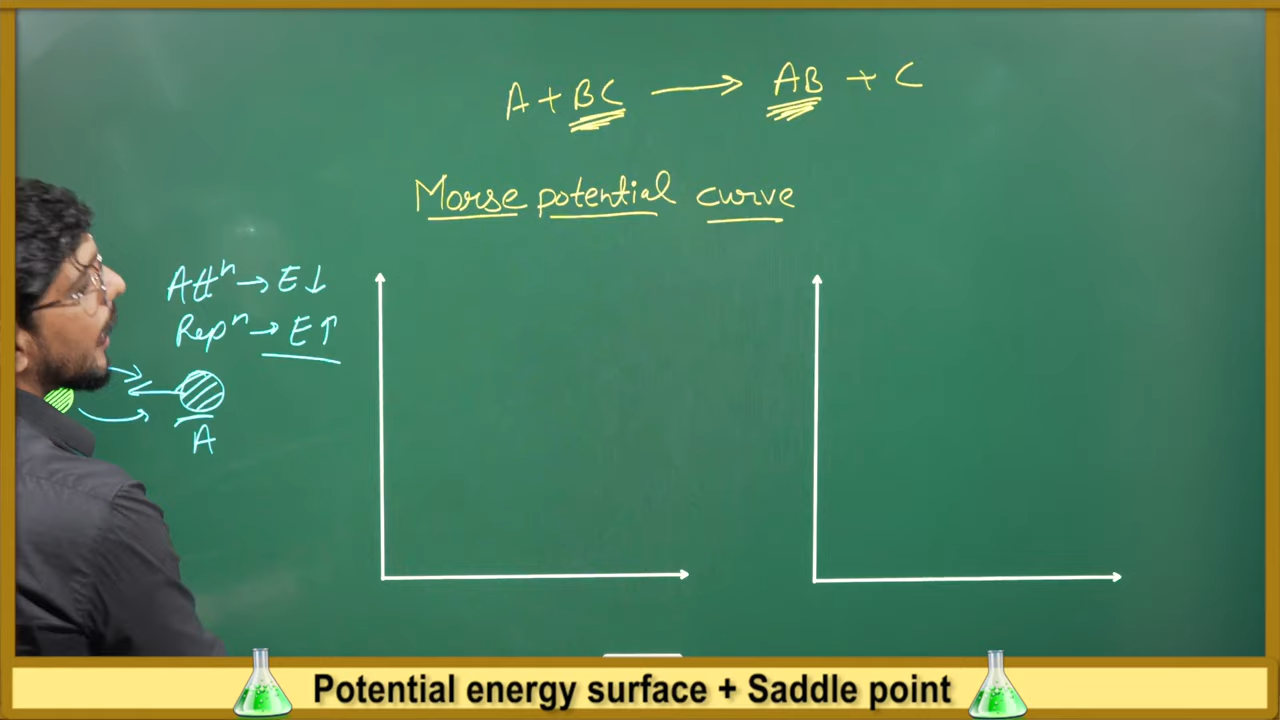 A + BC → AB + C
Morse potential curve
Attⁿ → E↓
Repⁿ → E↑
A
Potential energy surface + Saddle point